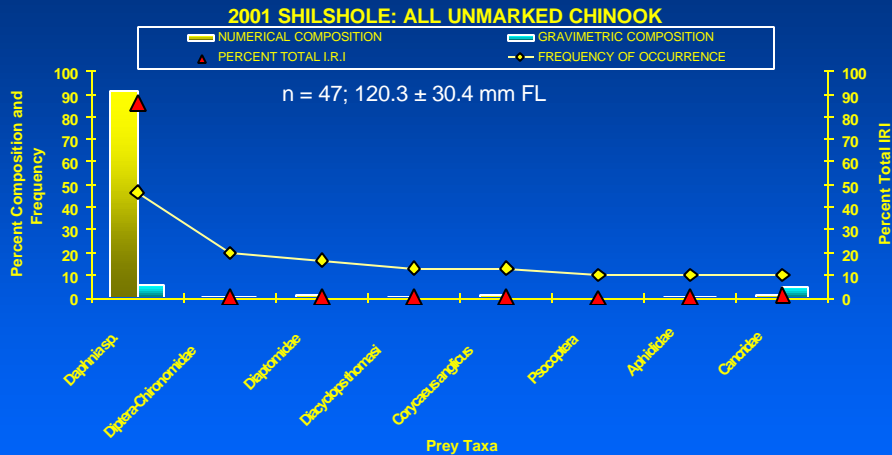 2001 SHILSHOLE: ALL UNMARKED CHINOOK
NUMERICAL COMPOSITION
GRAVIMETRIC COMPOSITION
PERCENT TOTAL I.R.I
FREQUENCY OF OCCURRENCE
n = 47; 120.3 ± 30.4 mm FL
Percent Composition and
Frequency
100
90
80
70
60
50
40
30
20
10
0
100
90
80
70
60
50
40
30
20
10
0
Percent Total IRI
Daphnia sp.
Diptera-Chironomidae
Diaptomidae
Diacyclops thomasi
Corycaeus anglicus
Psocoptera
Aphididae
Cancridae
Prey Taxa